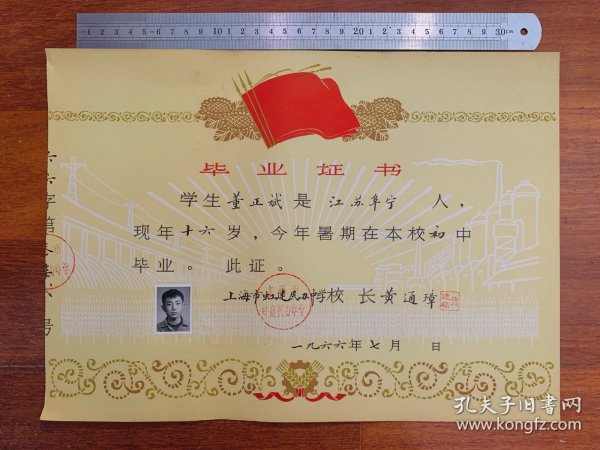 毕业证书
学生董正斌是江苏阜宁人，
现年十六岁，今年暑期在本校初中
毕业。此证。
上海市虹建民办中学校长黄通璋
一九六六年七月 日
字第
号
孔夫子旧书网
www.kongfz.com